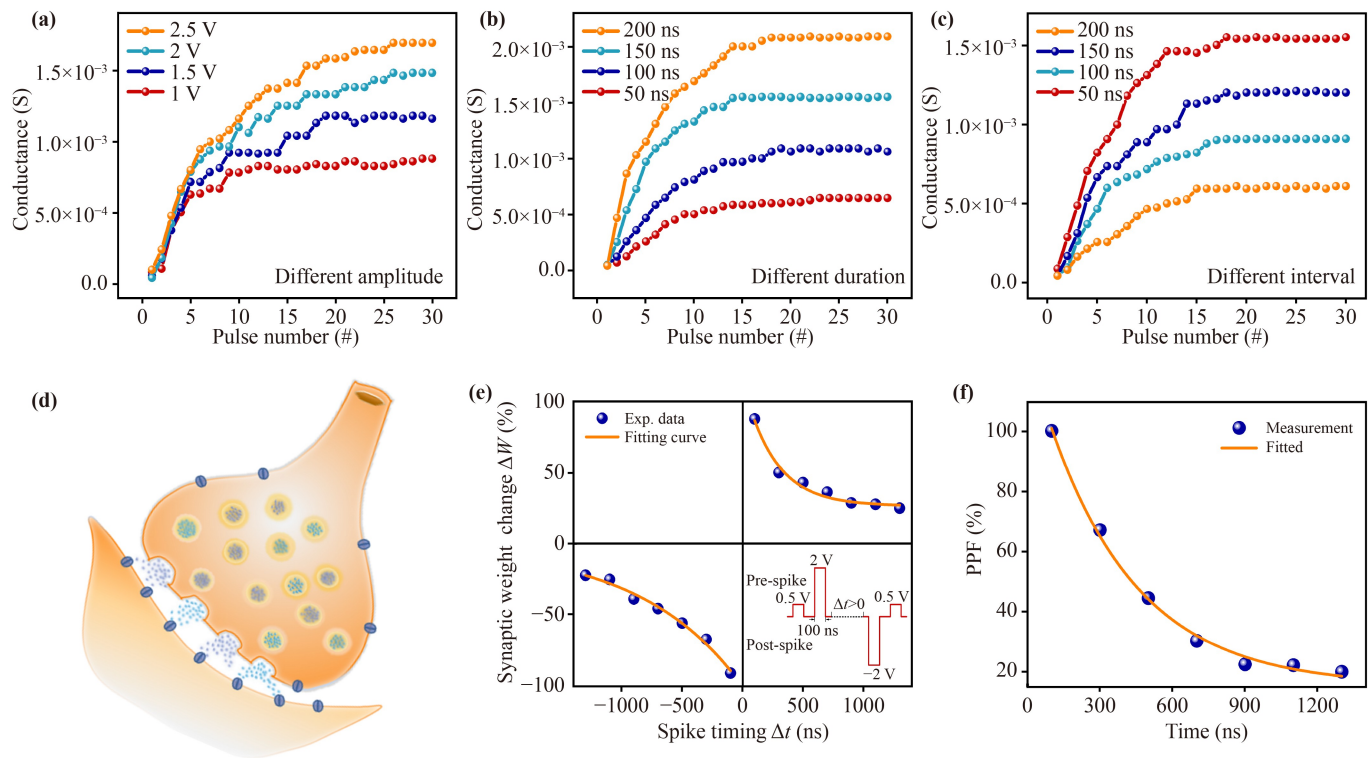 (a)
2.5 V
2 V
1.5 V
1 V
1.5×10⁻³
1.0×10⁻³
5.0×10⁻⁴
0.0
Conductance (S)
0 5 10 15 20 25 30
Pulse number (#)
Different amplitude
(b)
200 ns
150 ns
100 ns
50 ns
2.0×10⁻³
1.5×10⁻³
1.0×10⁻³
5.0×10⁻⁴
0.0
Conductance (S)
0 5 10 15 20 25 30
Pulse number (#)
Different duration
(c)
200 ns
150 ns
100 ns
50 ns
1.5×10⁻³
1.0×10⁻³
5.0×10⁻⁴
0.0
Conductance (S)
0 5 10 15 20 25 30
Pulse number (#)
Different interval
(d)
(e)
Exp. data
Fitting curve
100
50
0
−50
−100
Synaptic weight change ΔW (%)
−1000 −500 0 500 1000
Spike timing Δt (ns)
2 V
Pre-spike
0.5 V
Δt>0
0.5 V
100 ns
Post-spike
−2 V
(f)
Measurement
Fitted
100
80
60
40
20
PPF (%)
300 600 900 1200
Time (ns)